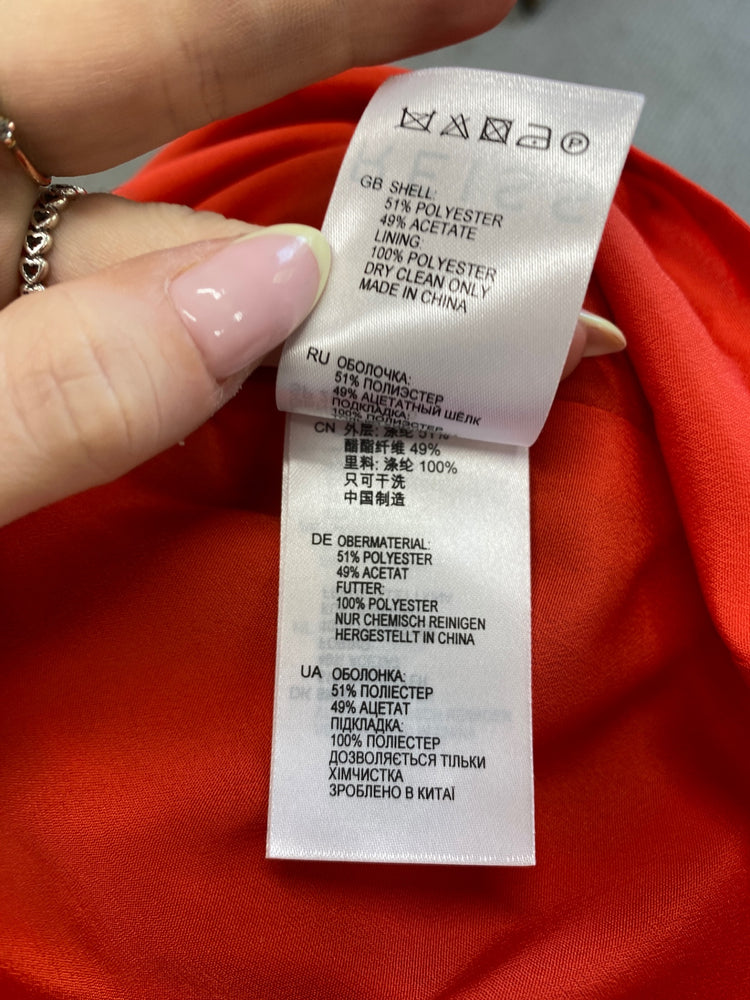 GB SHELL:
51% POLYESTER
49% ACETATE
LINING:
100% POLYESTER
DRY CLEAN ONLY
MADE IN CHINA
RU ОБОЛОЧКА:
51% ПОЛИЭСТЕР
49% АЦЕТАТНЫЙ ШЁЛК
ПОДКЛАДКА:
100% ПОЛИЭСТЕР
CN 外层: 涤纶 51%
醋酯纤维 49%
里料: 涤纶 100%
只可干洗
中国制造
DE OBERMATERIAL:
51% POLYESTER
49% ACETAT
FUTTER:
100% POLYESTER
NUR CHEMISCH REINIGEN
HERGESTELLT IN CHINA
UA ОБОЛОНКА:
51% ПОЛІЕСТЕР
49% АЦЕТАТ
ПІДКЛАДКА:
100% ПОЛІЕСТЕР
ДОЗВОЛЯЄТЬСЯ ТІЛЬКИ
ХІМЧИСТКА
ЗРОБЛЕНО В КИТАЇ